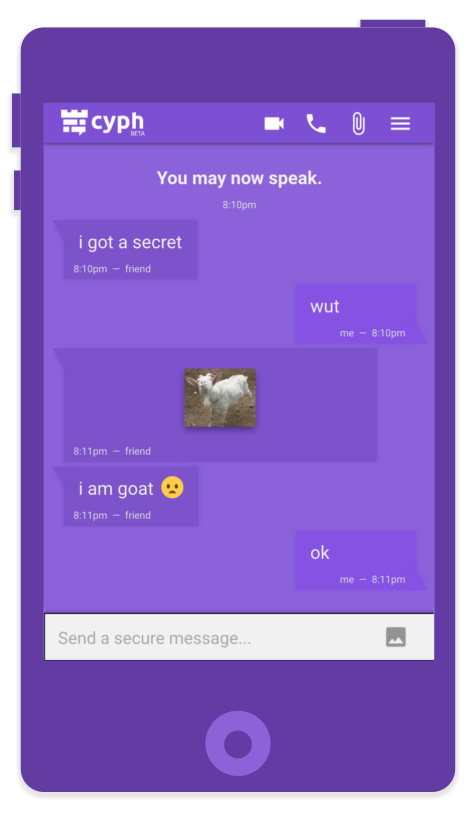 cyph
BETA
You may now speak.
8:10pm
i got a secret
8:10pm — friend
wut
me — 8:10pm
8:11pm — friend
i am goat 🙁
8:11pm — friend
ok
me — 8:11pm
Send a secure message...